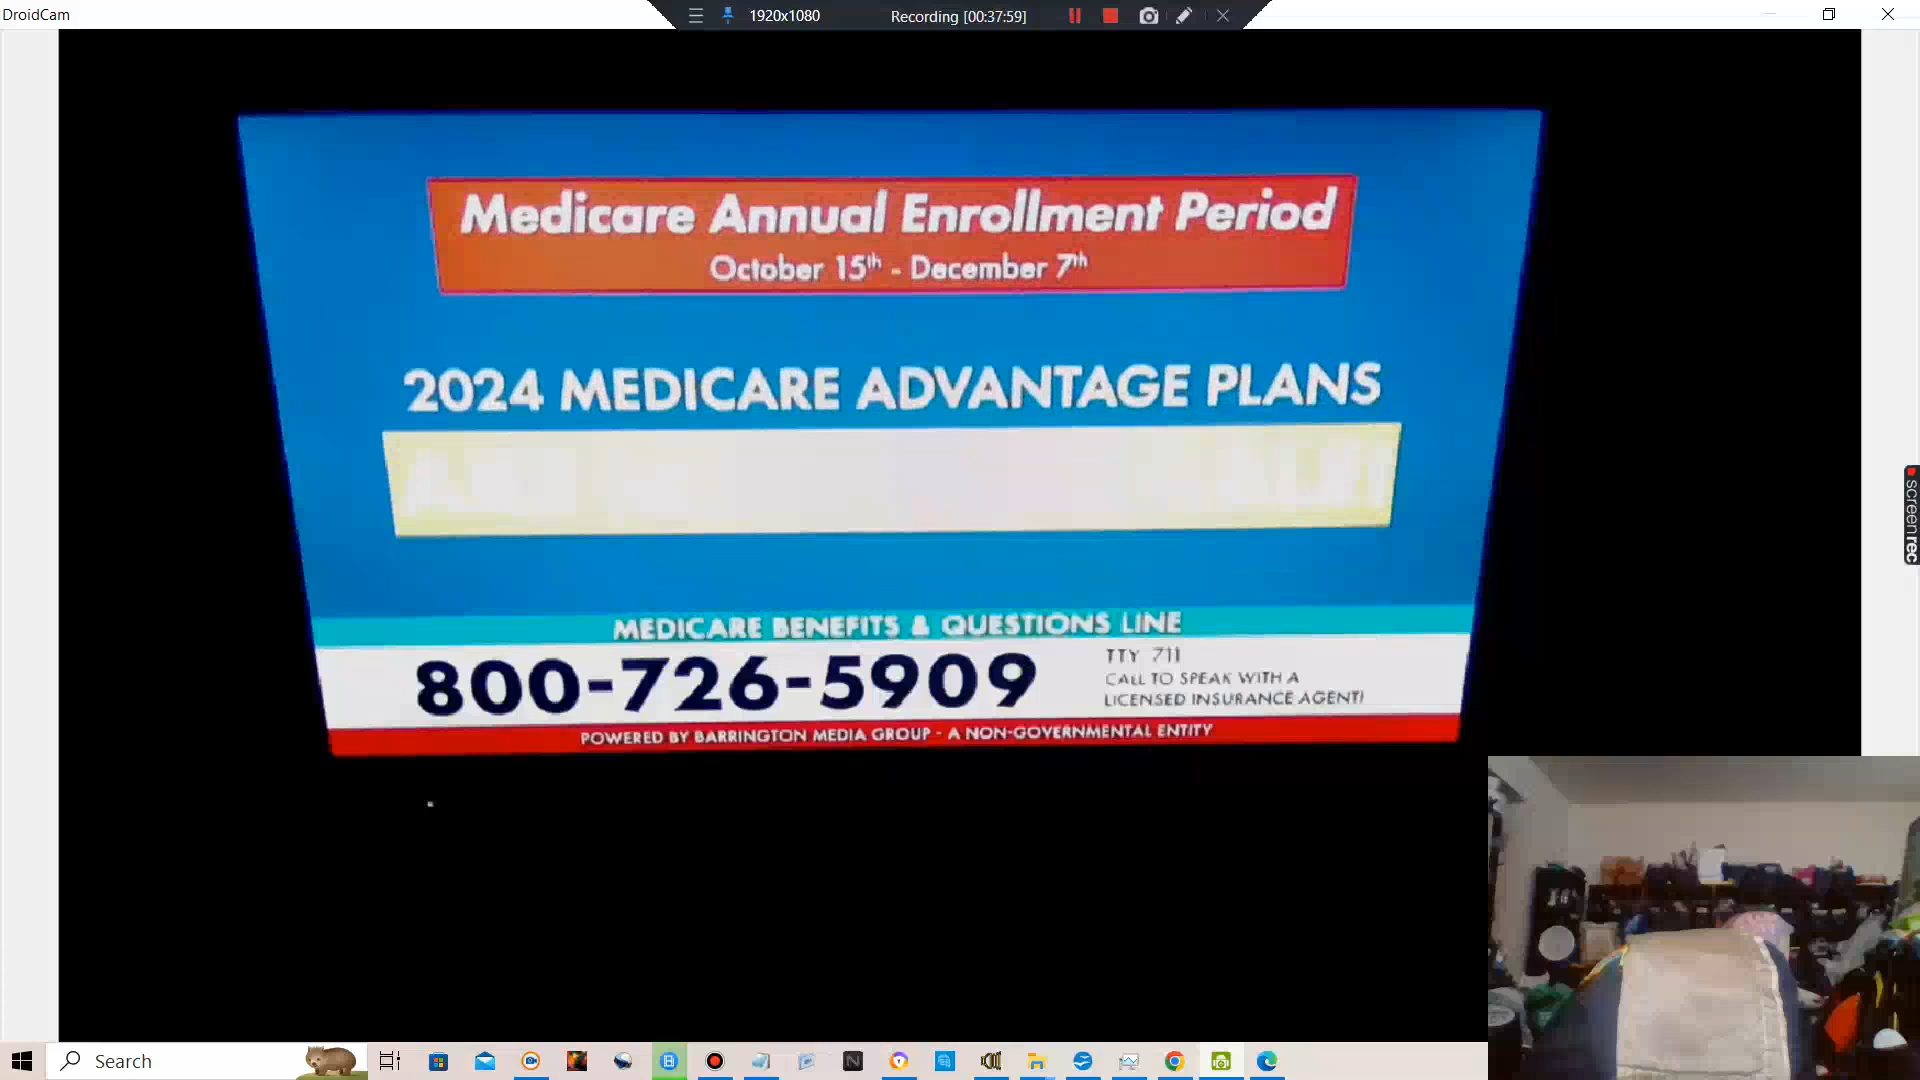 DroidCam
1920x1080
Recording [00:37:59]
Medicare Annual Enrollment Period
October 15th - December 7th
2024 MEDICARE ADVANTAGE PLANS
MEDICARE BENEFITS & QUESTIONS LINE
800-726-5909
TTY 711
CALL TO SPEAK WITH A
LICENSED INSURANCE AGENT!
POWERED BY BARRINGTON MEDIA GROUP - A NON-GOVERNMENTAL ENTITY
screenrec
Search